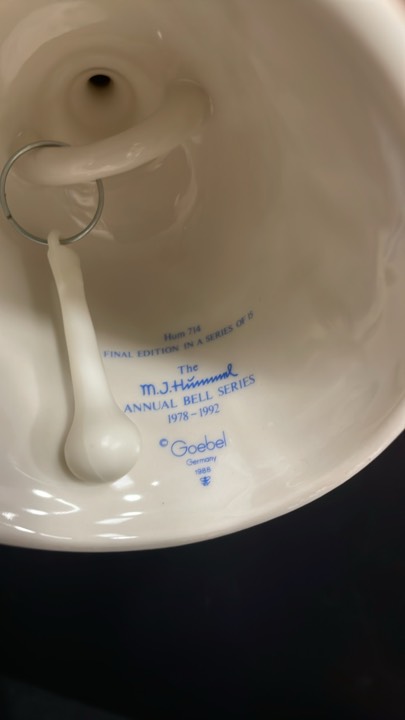 Hum 714
FINAL EDITION IN A SERIES OF 15
The
M.J. Hummel
ANNUAL BELL SERIES
1978-1992
© Goebel
Germany
1988